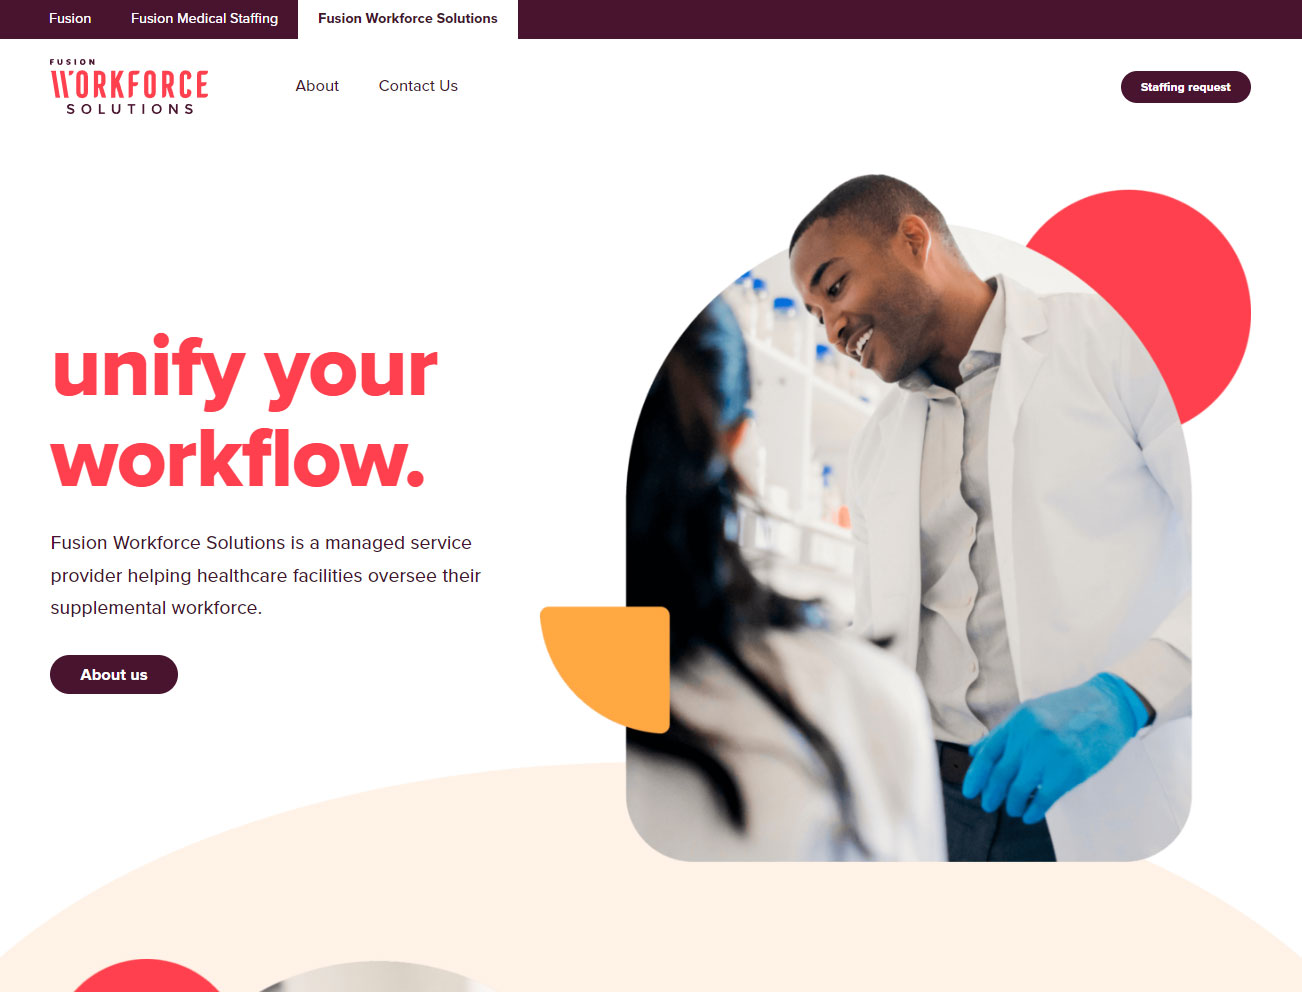 Fusion
Fusion Medical Staffing
Fusion Workforce Solutions
FUSION
WORKFORCE
SOLUTIONS
About
Contact Us
Staffing request
unify your
workflow.
Fusion Workforce Solutions is a managed service
provider helping healthcare facilities oversee their
supplemental workforce.
About us